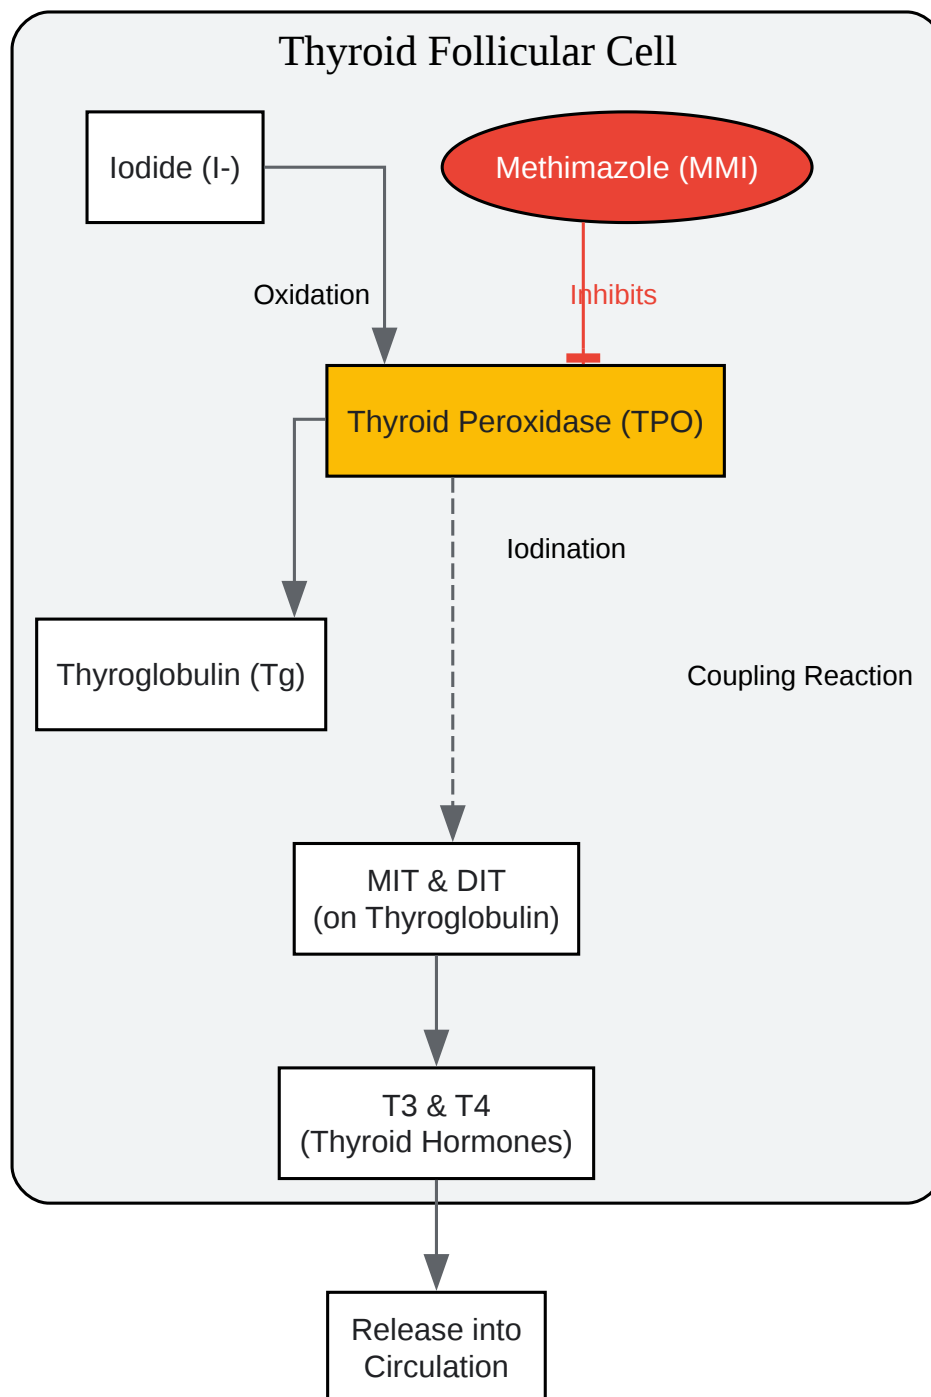 Thyroid Follicular Cell
Iodide (I-)
Methimazole (MMI)
Oxidation
Inhibits
Thyroid Peroxidase (TPO)
Iodination
Thyroglobulin (Tg)
Coupling Reaction
MIT & DIT
(on Thyroglobulin)
T3 & T4
(Thyroid Hormones)
Release into
Circulation